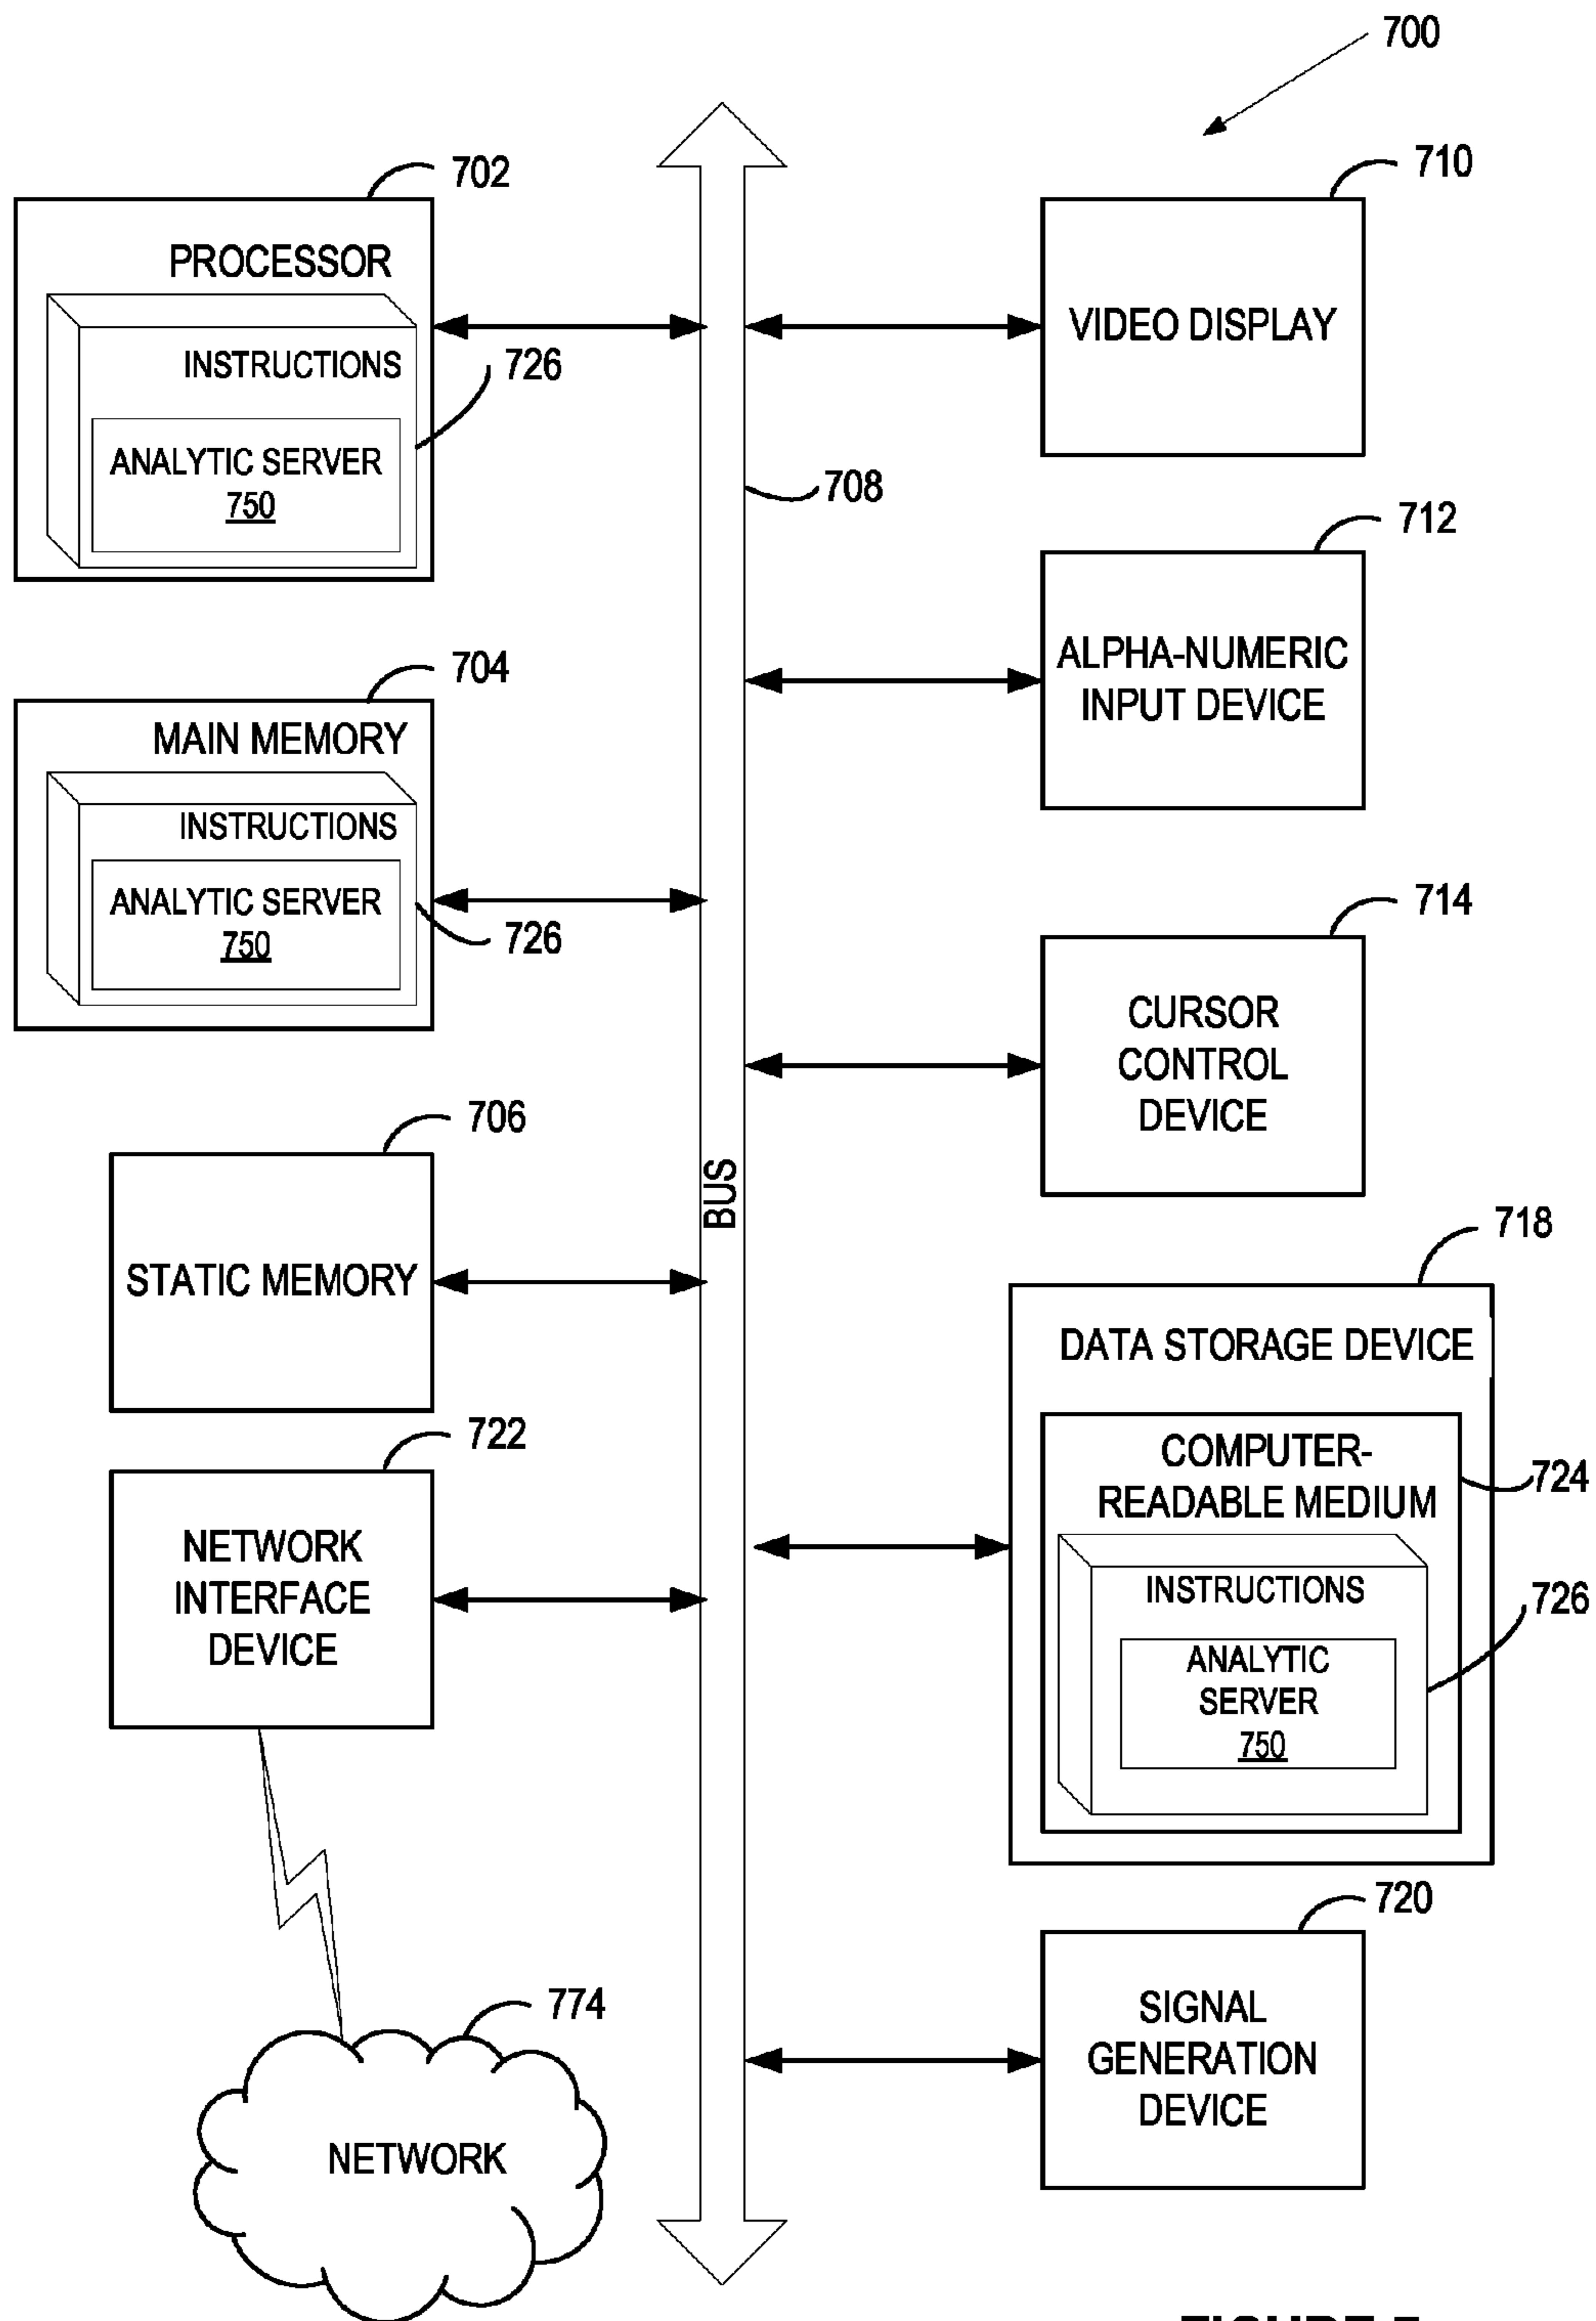 700
702
PROCESSOR
INSTRUCTIONS
726
ANALYTIC SERVER
750
704
MAIN MEMORY
INSTRUCTIONS
ANALYTIC SERVER
750
726
706
STATIC MEMORY
722
NETWORK
INTERFACE
DEVICE
774
NETWORK
708
BUS
710
VIDEO DISPLAY
712
ALPHA-NUMERIC
INPUT DEVICE
714
CURSOR
CONTROL
DEVICE
718
DATA STORAGE DEVICE
COMPUTER-
READABLE MEDIUM
724
INSTRUCTIONS
726
ANALYTIC
SERVER
750
720
SIGNAL
GENERATION
DEVICE